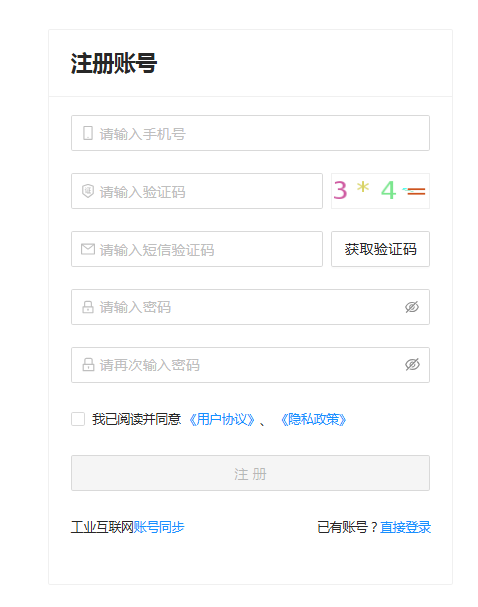 注册账号
请输入手机号
请输入验证码 3 * 4 =
请输入短信验证码 获取验证码
请输入密码
请再次输入密码
我已阅读并同意《用户协议》、《隐私政策》
注 册
工业互联网账号同步 已有账号？直接登录